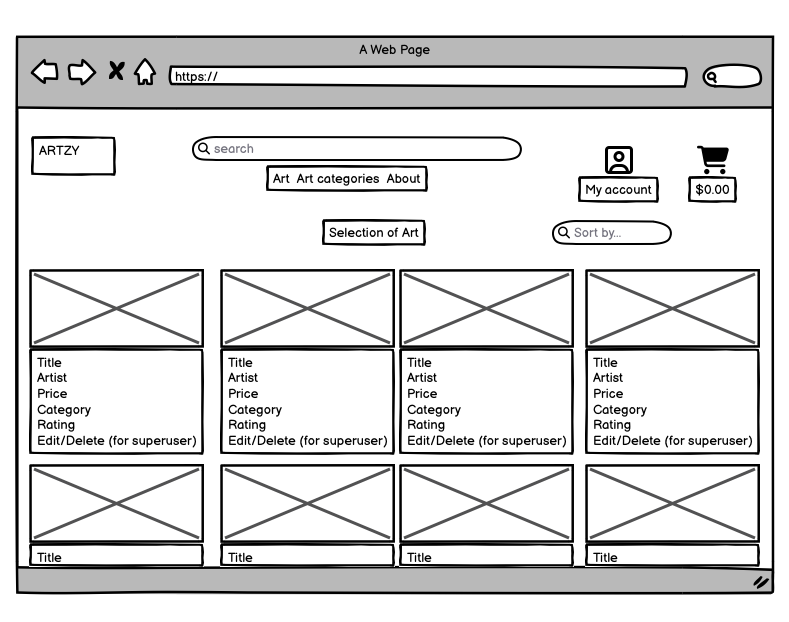 A Web Page
https://
ARTZY
search
Art Art categories About
My account
$0.00
Selection of Art
Sort by...
Title
Artist
Price
Category
Rating
Edit/Delete (for superuser)
Title
Artist
Price
Category
Rating
Edit/Delete (for superuser)
Title
Artist
Price
Category
Rating
Edit/Delete (for superuser)
Title
Artist
Price
Category
Rating
Edit/Delete (for superuser)
Title
Title
Title
Title